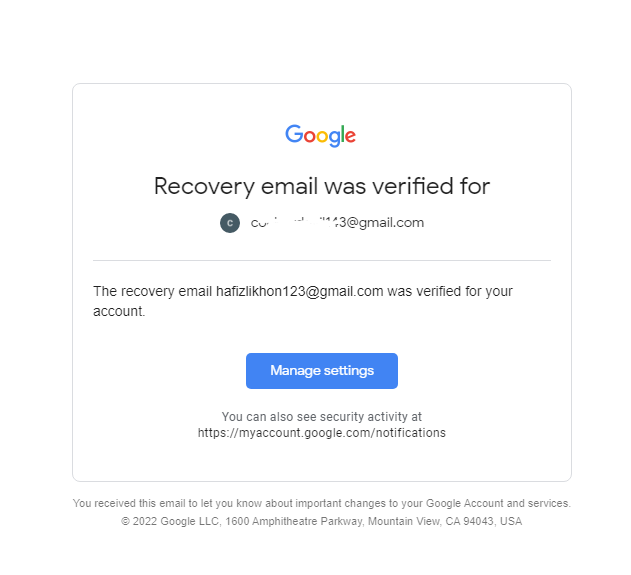 Google
Recovery email was verified for
c
@gmail.com
The recovery email hafizlikhon123@gmail.com was verified for your
account.
Manage settings
You can also see security activity at
https://myaccount.google.com/notifications
You received this email to let you know about important changes to your Google Account and services.
© 2022 Google LLC, 1600 Amphitheatre Parkway, Mountain View, CA 94043, USA